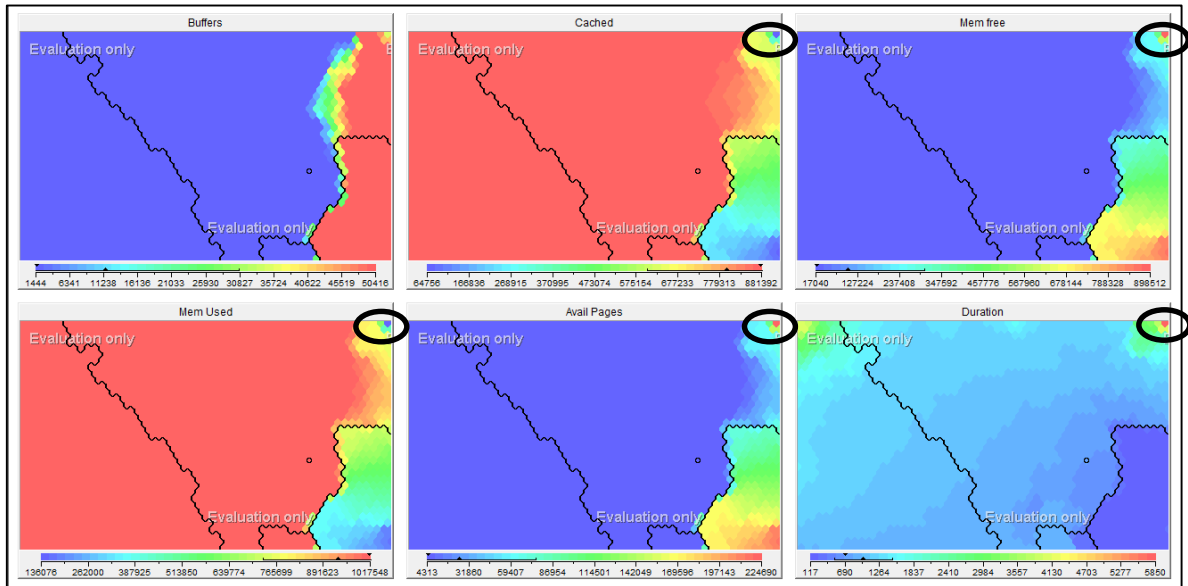 Buffers
Cached
Mem free
Evaluation only
E
Evaluation only
Evaluation only
Evaluation only
Evaluation only
Evaluation only
1444 6341 11238 16136 21033 25930 30827 35724 40622 45519 50416
64756 166836 268915 370995 473074 575154 677233 779313 881392
17040 127224 237408 347592 457776 567960 678144 788328 898512
Mem Used
Avail Pages
Duration
Evaluation only
Evaluation only
Evaluation only
Evaluation only
Evaluation only
Evaluation only
136076 262000 387925 513850 639774 765699 891623 1017548
4313 31860 59407 86954 114501 142049 169596 197143 224690
117 690 1264 1837 2410 2984 3557 4130 4703 5277 5850